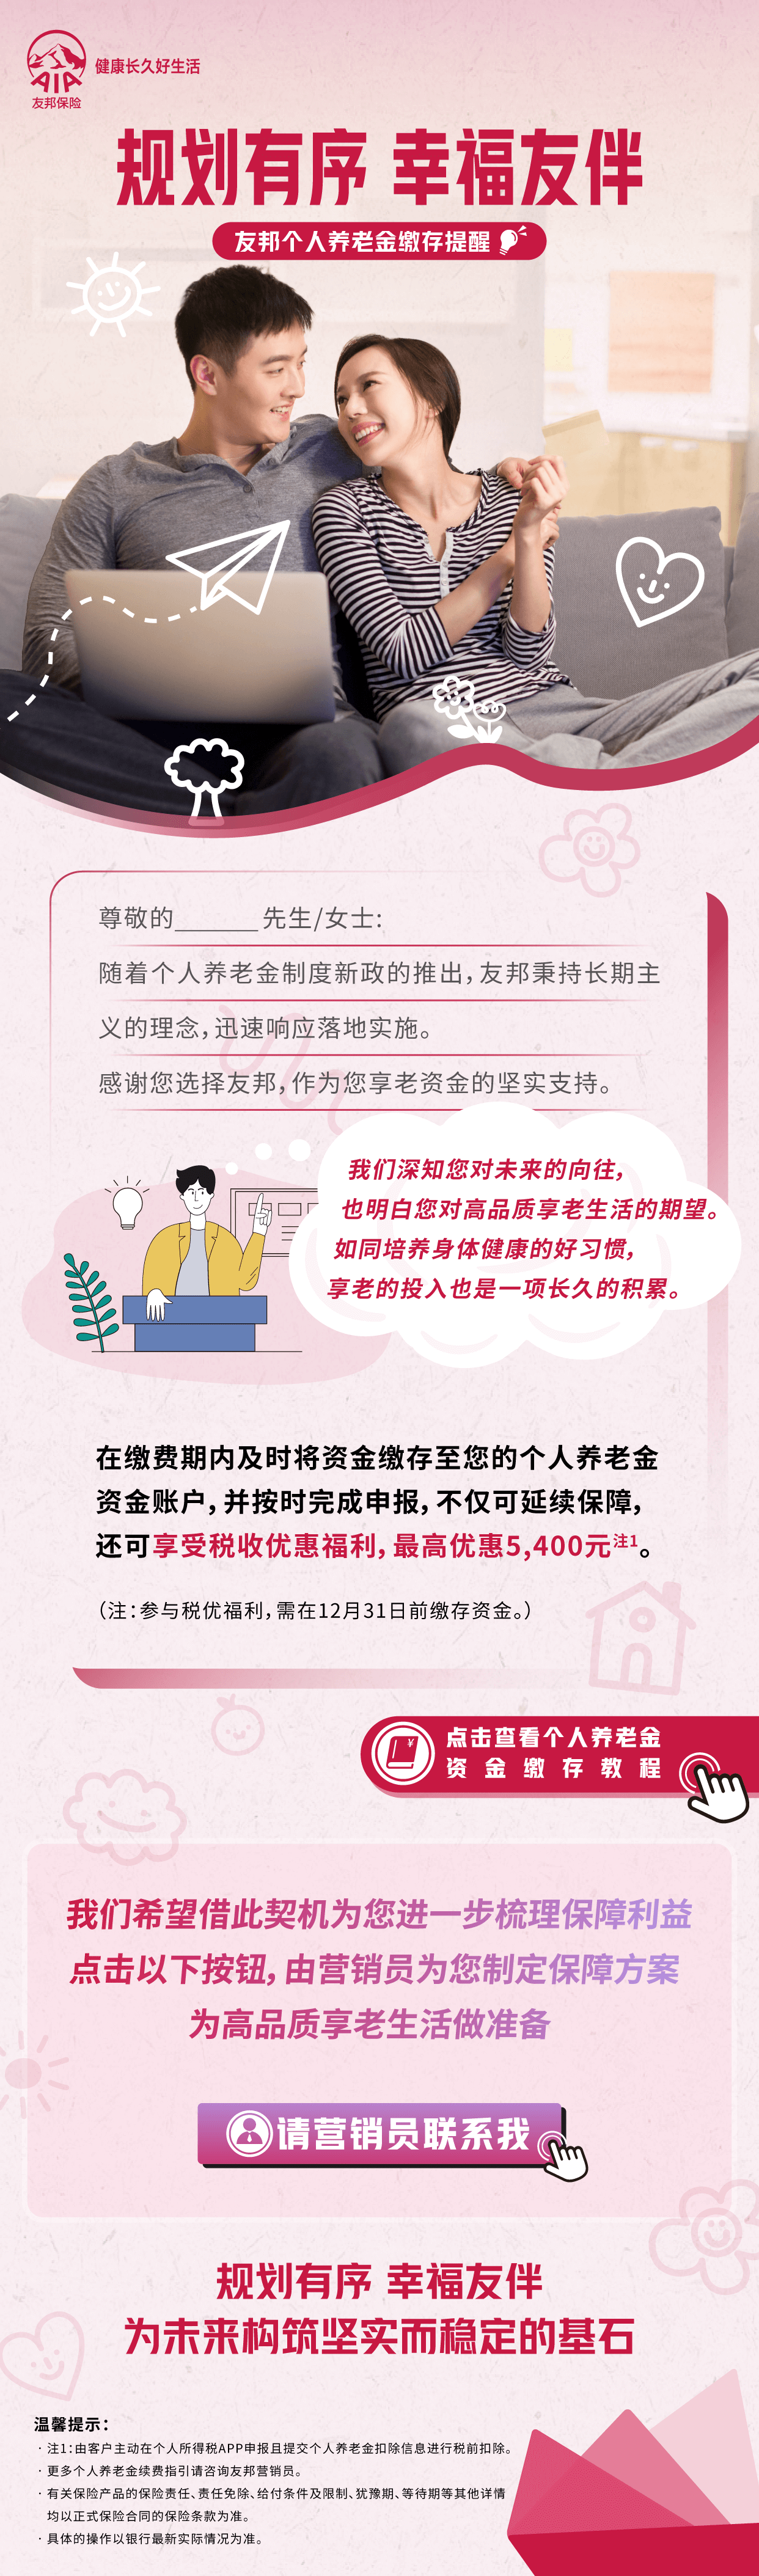 AIA
友邦保险
健康长久好生活
规划有序 幸福友伴
友邦个人养老金缴存提醒
尊敬的______先生/女士:
随着个人养老金制度新政的推出,友邦秉持长期主
义的理念,迅速响应落地实施。
感谢您选择友邦,作为您享老资金的坚实支持。
我们深知您对未来的向往,
也明白您对高品质享老生活的期望。
如同培养身体健康的好习惯,
享老的投入也是一项长久的积累。
在缴费期内及时将资金缴存至您的个人养老金
资金账户,并按时完成申报,不仅可延续保障,
还可享受税收优惠福利,最高优惠5,400元注1。
(注:参与税优福利,需在12月31日前缴存资金。)
¥
点击查看个人养老金
资金缴存教程
我们希望借此契机为您进一步梳理保障利益
点击以下按钮,由营销员为您制定保障方案
为高品质享老生活做准备
请营销员联系我
规划有序 幸福友伴
为未来构筑坚实而稳定的基石
温馨提示:
· 注1:由客户主动在个人所得税APP申报且提交个人养老金扣除信息进行税前扣除。
· 更多个人养老金续费指引请咨询友邦营销员。
· 有关保险产品的保险责任、责任免除、给付条件及限制、犹豫期、等待期等其他详情
均以正式保险合同的保险条款为准。
· 具体的操作以银行最新实际情况为准。